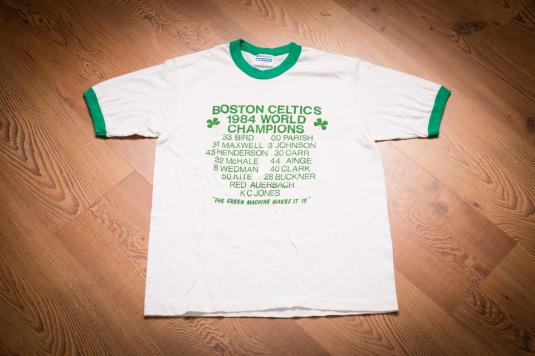 BOSTON CELTICS
1984 WORLD
CHAMPIONS
33 BIRD 00 PARISH
31 MAXWELL 3 JOHNSON
43 HENDERSON 30 CARR
32 McHALE 44 AINGE
8 WEDMAN 40 CLARK
50 KITE 28 BUCKNER
RED AUERBACH
K C JONES
"THE GREEN MACHINE MAKES IT 15"